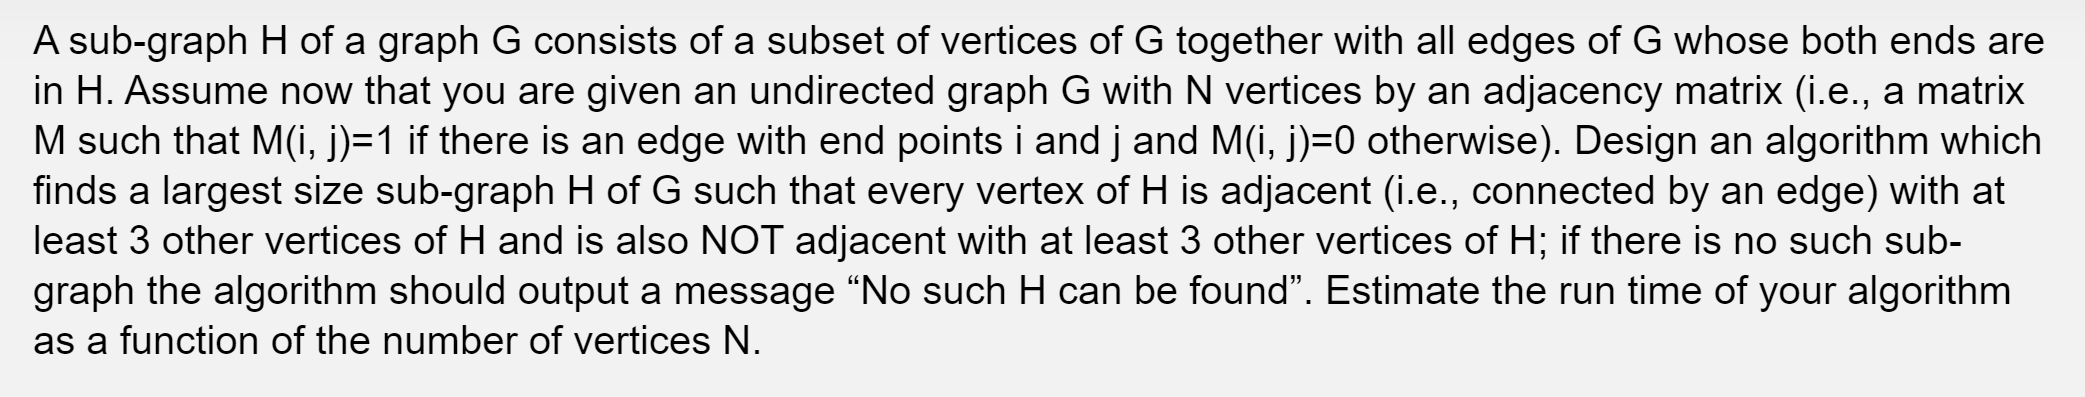 A sub-graph H of a graph G consists of a subset of vertices of G together with all edges of G whose both ends are
in H. Assume now that you are given an undirected graph G with N vertices by an adjacency matrix (i.e., a matrix
M such that M(i, j)=1 if there is an edge with end points i and j and M(i, j)=0 otherwise). Design an algorithm which
finds a largest size sub-graph H of G such that every vertex of H is adjacent (i.e., connected by an edge) with at
least 3 other vertices of H and is also NOT adjacent with at least 3 other vertices of H; if there is no such sub-
graph the algorithm should output a message “No such H can be found”. Estimate the run time of your algorithm
as a function of the number of vertices N.